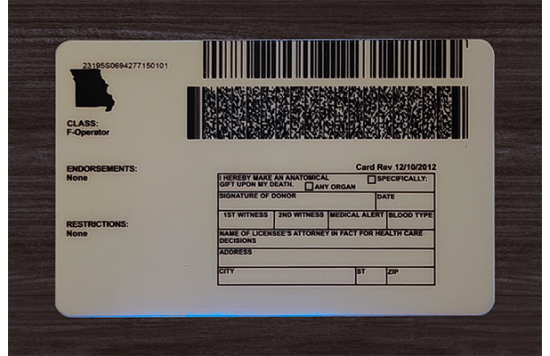 23195S0694277150101
CLASS:
F-Operator
ENDORSEMENTS:
None
RESTRICTIONS:
None
Card Rev 12/10/2012
I HEREBY MAKE AN ANATOMICAL
GIFT UPON MY DEATH. ANY ORGAN SPECIFICALLY:
SIGNATURE OF DONOR DATE
1ST WITNESS 2ND WITNESS MEDICAL ALERT BLOOD TYPE
NAME OF LICENSEE'S ATTORNEY IN FACT FOR HEALTH CARE
DECISIONS
ADDRESS
CITY ST ZIP